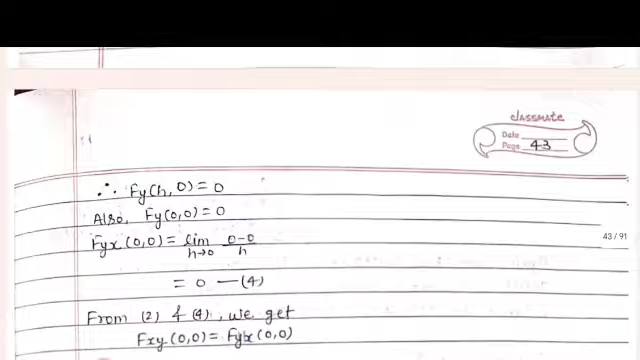 classmate
Date
Page 43
∴ Fy(h,0) = 0
Also Fy(0,0) = 0
43 / 91
Fyx(0,0) = lim h→0 0-0/h
= 0 —(4)
From (2) & (4), we get
Fxy(0,0) = Fyx(0,0)